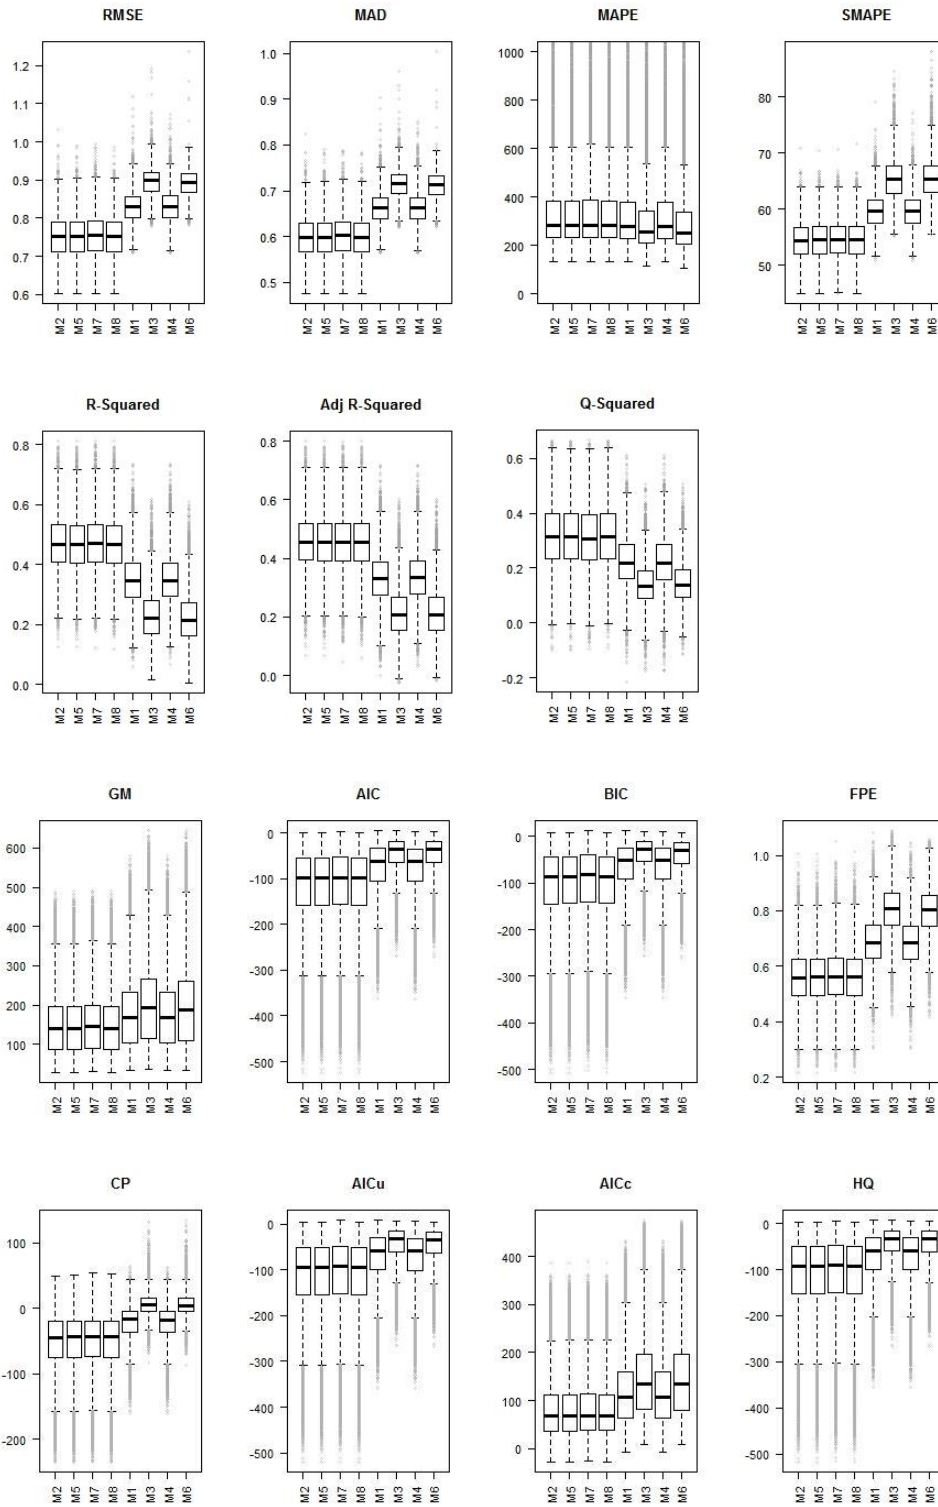 RMSE
MAD
MAPE
SMAPE
1.2
1.1
1.0
0.9
0.8
0.7
0.6
1.0
0.9
0.8
0.7
0.6
0.5
1000
800
600
400
200
0
80
70
60
50
M2 M5 M7 M8 M1 M3 M4 M6
M2 M5 M7 M8 M1 M3 M4 M6
M2 M5 M7 M8 M1 M3 M4 M6
M2 M5 M7 M8 M1 M3 M4 M6
R-Squared
Adj R-Squared
Q-Squared
0.8
0.6
0.4
0.2
0.0
0.8
0.6
0.4
0.2
0.0
0.6
0.4
0.2
0.0
-0.2
M2 M5 M7 M8 M1 M3 M4 M6
M2 M5 M7 M8 M1 M3 M4 M6
M2 M5 M7 M8 M1 M3 M4 M6
GM
AIC
BIC
FPE
600
500
400
300
200
100
0
-100
-200
-300
-400
-500
0
-100
-200
-300
-400
-500
1.0
0.8
0.6
0.4
0.2
M2 M5 M7 M8 M1 M3 M4 M6
M2 M5 M7 M8 M1 M3 M4 M6
M2 M5 M7 M8 M1 M3 M4 M6
M2 M5 M7 M8 M1 M3 M4 M6
CP
AICu
AICc
HQ
100
0
-100
-200
0
-100
-200
-300
-400
-500
400
300
200
100
0
0
-100
-200
-300
-400
-500
M2 M5 M7 M8 M1 M3 M4 M6
M2 M5 M7 M8 M1 M3 M4 M6
M2 M5 M7 M8 M1 M3 M4 M6
M2 M5 M7 M8 M1 M3 M4 M6